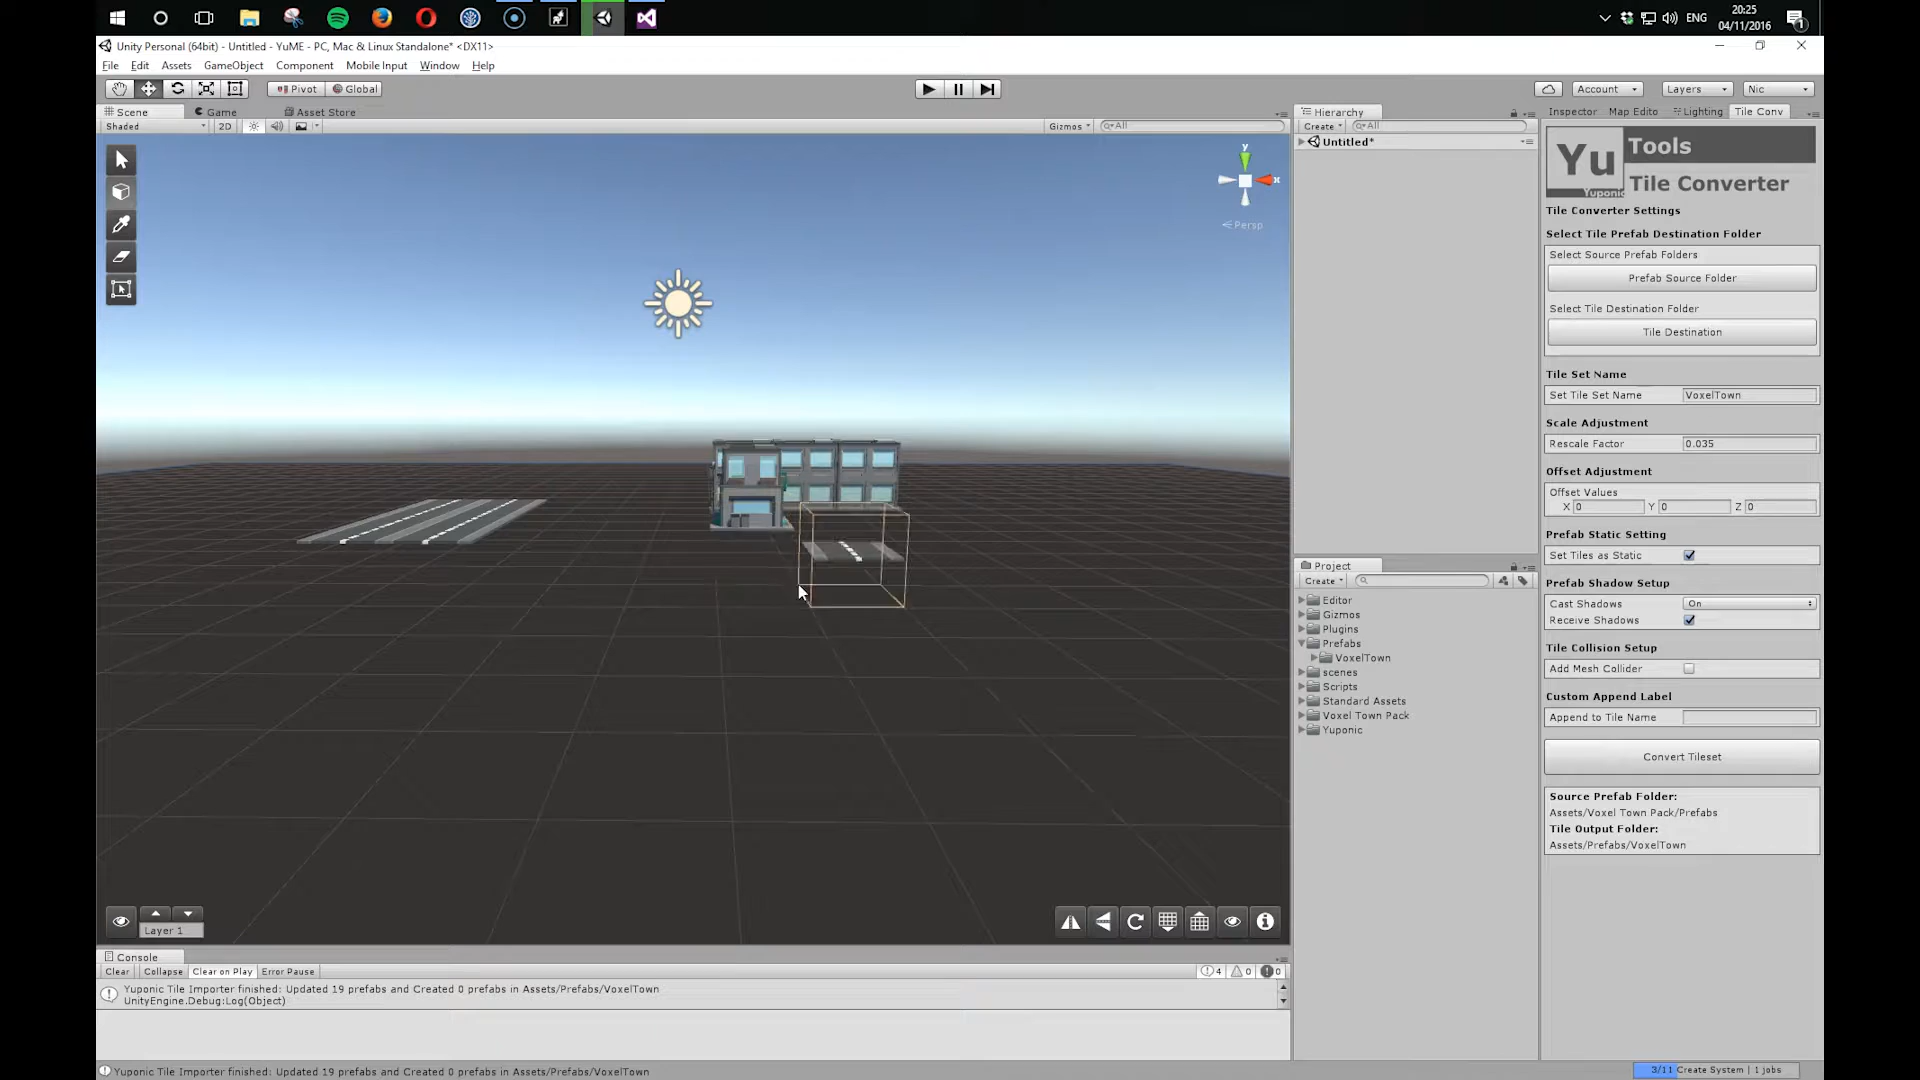 ENG
20:25
04/11/2016
1
Unity Personal (64bit) - Untitled - YuME - PC, Mac & Linux Standalone* <DX11>
File Edit Assets GameObject Component Mobile Input Window Help
Pivot Global Account Layers Nic
Scene Game Asset Store
Shaded 2D Gizmos All
y
x
Persp
Layer 1
Hierarchy
Create All
Untitled*
Project
Create
Editor
Gizmos
Plugins
Prefabs
VoxelTown
scenes
Scripts
Standard Assets
Voxel Town Pack
Yuponic
Inspector Map Edito Lighting Tile Conv
Yu
Yuponic
Tools
Tile Converter
Tile Converter Settings
Select Tile Prefab Destination Folder
Select Source Prefab Folders
Prefab Source Folder
Select Tile Destination Folder
Tile Destination
Tile Set Name
Set Tile Set Name VoxelTown
Scale Adjustment
Rescale Factor 0.035
Offset Adjustment
Offset Values
X 0 Y 0 Z 0
Prefab Static Setting
Set Tiles as Static
Prefab Shadow Setup
Cast Shadows On
Receive Shadows
Tile Collision Setup
Add Mesh Collider
Custom Append Label
Append to Tile Name
Convert Tileset
Source Prefab Folder:
Assets/Voxel Town Pack/Prefabs
Tile Output Folder:
Assets/Prefabs/VoxelTown
Console
Clear Collapse Clear on Play Error Pause 4 0 0
Yuponic Tile Importer finished: Updated 19 prefabs and Created 0 prefabs in Assets/Prefabs/VoxelTown
UnityEngine.Debug:Log(Object)
Yuponic Tile Importer finished: Updated 19 prefabs and Created 0 prefabs in Assets/Prefabs/VoxelTown
3/11 Create System | 1 jobs